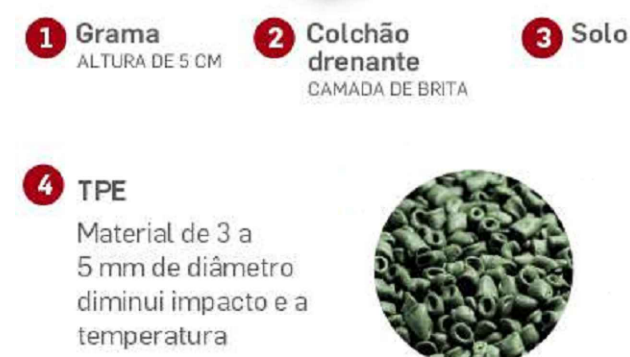 1 Grama
ALTURA DE 5 CM
2 Colchão
drenante
CAMADA DE BRITA
3 Solo
4 TPE
Material de 3 a
5 mm de diâmetro
diminui impacto e a
temperatura